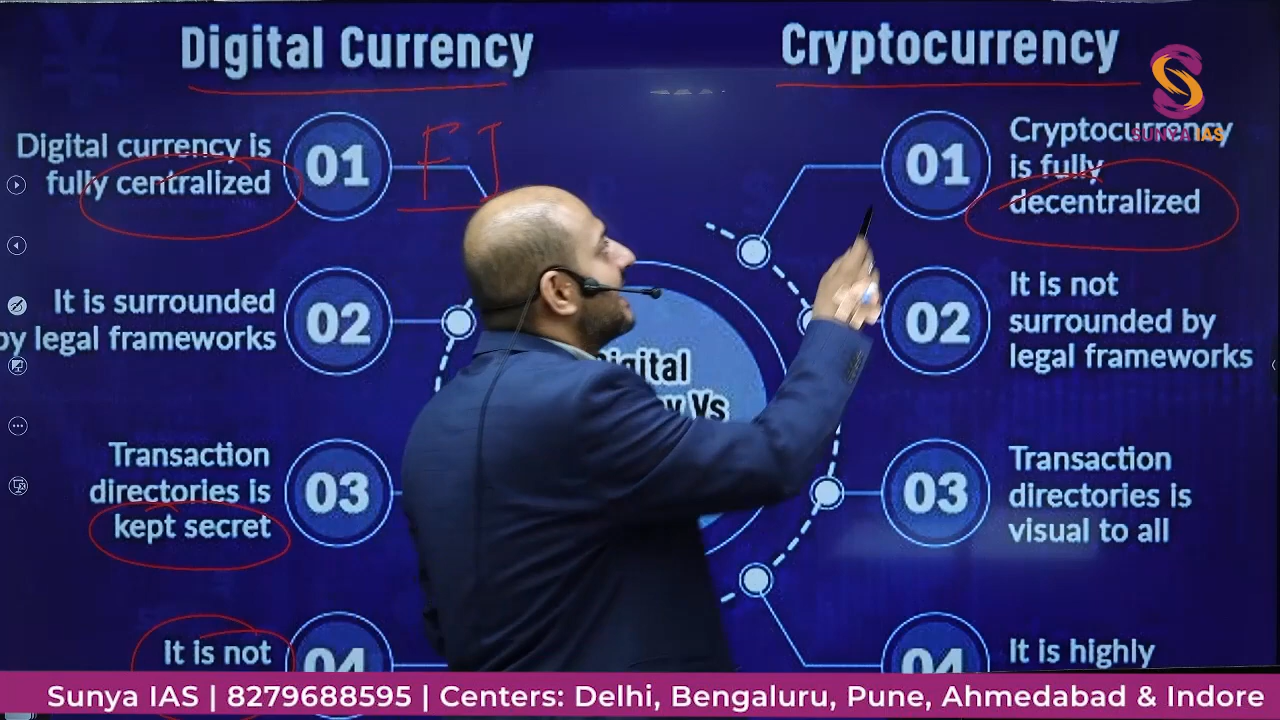 Digital Currency
Cryptocurrency
SUNYA IAS
Digital currency is
fully centralized
01
FI
01
Cryptocurrency
is fully
decentralized
It is surrounded
by legal frameworks
02
02
It is not
surrounded by
legal frameworks
Digital
Vs
Transaction
directories is
kept secret
03
03
Transaction
directories is
visual to all
It is not
04
04
It is highly
Sunya IAS | 8279688595 | Centers: Delhi, Bengaluru, Pune, Ahmedabad & Indore